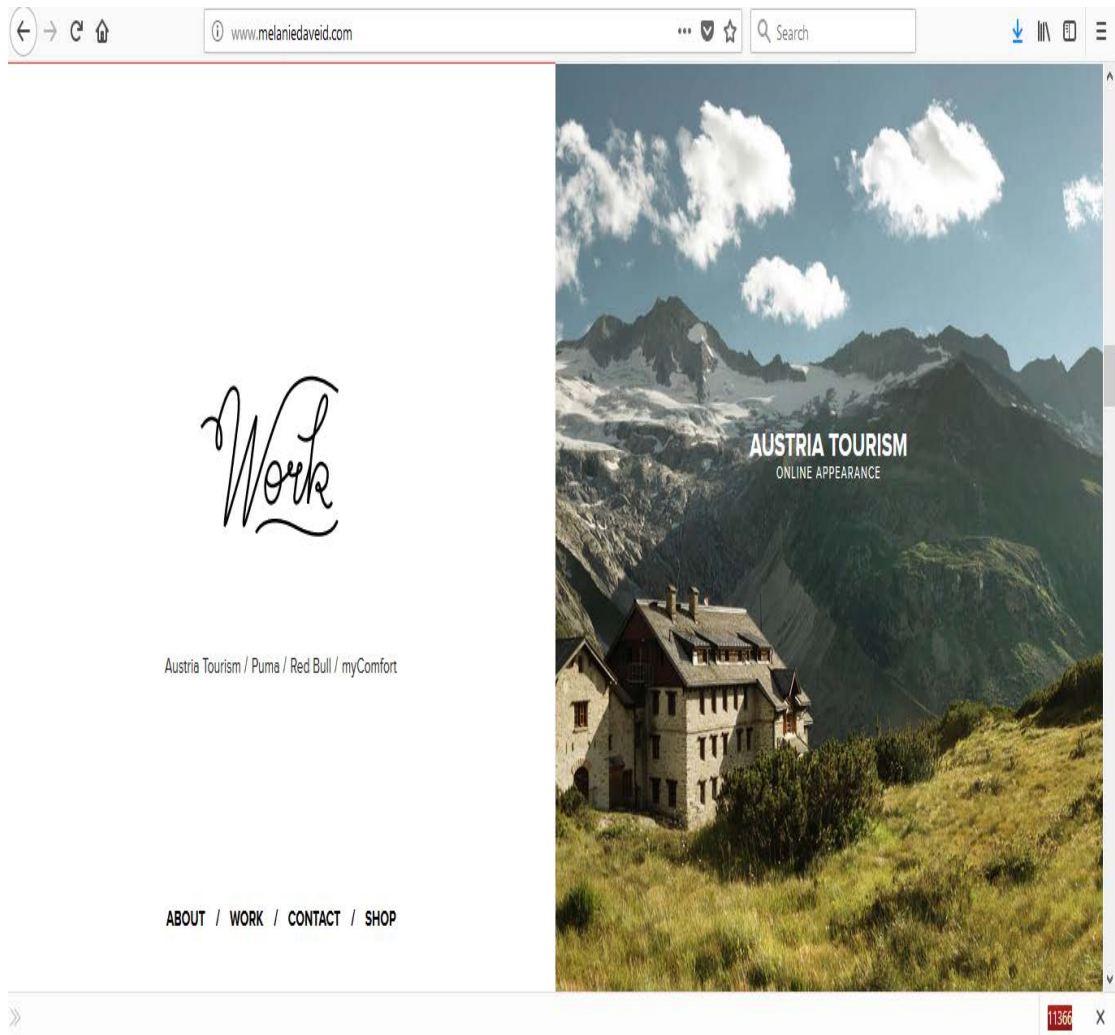 www.melaniedaveid.com
Search
Work
Austria Tourism / Puma / Red Bull / myComfort
ABOUT / WORK / CONTACT / SHOP
AUSTRIA TOURISM
ONLINE APPEARANCE
11366